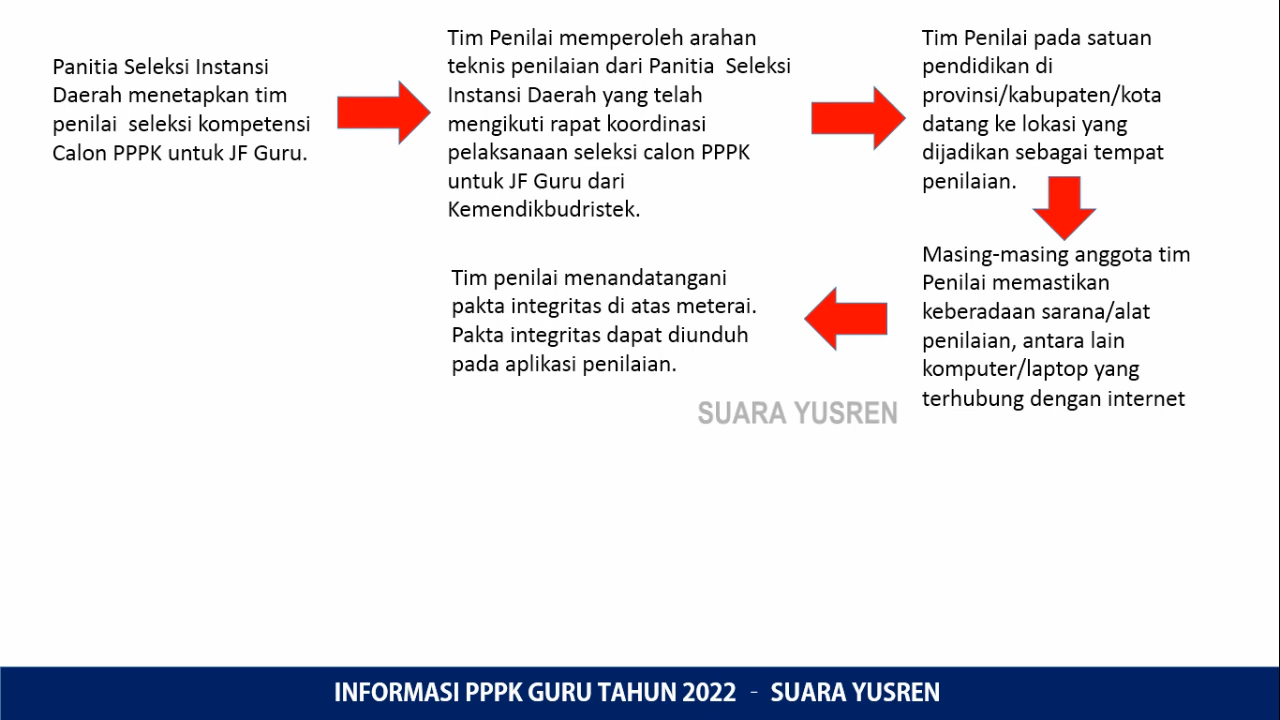 Panitia Seleksi Instansi
Daerah menetapkan tim
penilai  seleksi kompetensi
Calon PPPK untuk JF Guru.
Tim Penilai memperoleh arahan
teknis penilaian dari Panitia  Seleksi
Instansi Daerah yang telah
mengikuti rapat koordinasi
pelaksanaan seleksi calon PPPK
untuk JF Guru dari
Kemendikbudristek.
Tim Penilai pada satuan
pendidikan di
provinsi/kabupaten/kota
datang ke lokasi yang
dijadikan sebagai tempat
penilaian.
Masing-masing anggota tim
Penilai memastikan
keberadaan sarana/alat
penilaian, antara lain
komputer/laptop yang
terhubung dengan internet
Tim penilai menandatangani
pakta integritas di atas meterai.
Pakta integritas dapat diunduh
pada aplikasi penilaian.
SUARA YUSREN
INFORMASI PPPK GURU TAHUN 2022  -  SUARA YUSREN